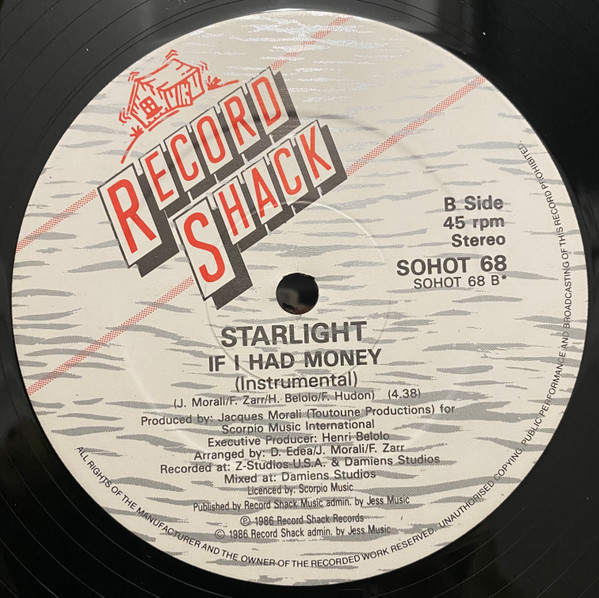 RECORD
SHACK
B Side
45 rpm
Stereo
SOHOT 68
SOHOT 68 B*
STARLIGHT
IF I HAD MONEY
(Instrumental)
(J. Morali/F. Zarr/H. Belolo/F. Hudon) (4.38)
Produced by: Jacques Morali (Toutoune Productions) for
Scorpio Music International
Executive Producer: Henri Belolo
Arranged by: D. Edea/J. Morali/F. Zarr
Recorded at: Z-Studios-U.S.A. & Damiens Studios
Mixed at: Damiens Studios
Licenced by: Scorpio Music
Published by Record Shack Music admin. by Jess Music
Ⓟ 1986 Record Shack Records
© 1986 Record Shack admin. by Jess Music
ALL RIGHTS OF THE MANUFACTURER AND THE OWNER OF THE RECORDED WORK RESERVED. UNAUTHORISED COPYING, PUBLIC PERFORMANCE AND BROADCASTING OF THIS RECORD PROHIBITED.